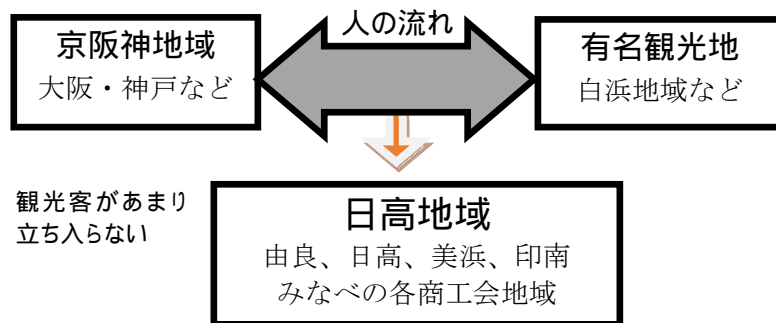 人の流れ
京阪神地域
大阪・神戸など
有名観光地
白浜地域など
観光客があまり
立ち入らない
日高地域
由良、日高、美浜、印南
みなべの各商工会地域